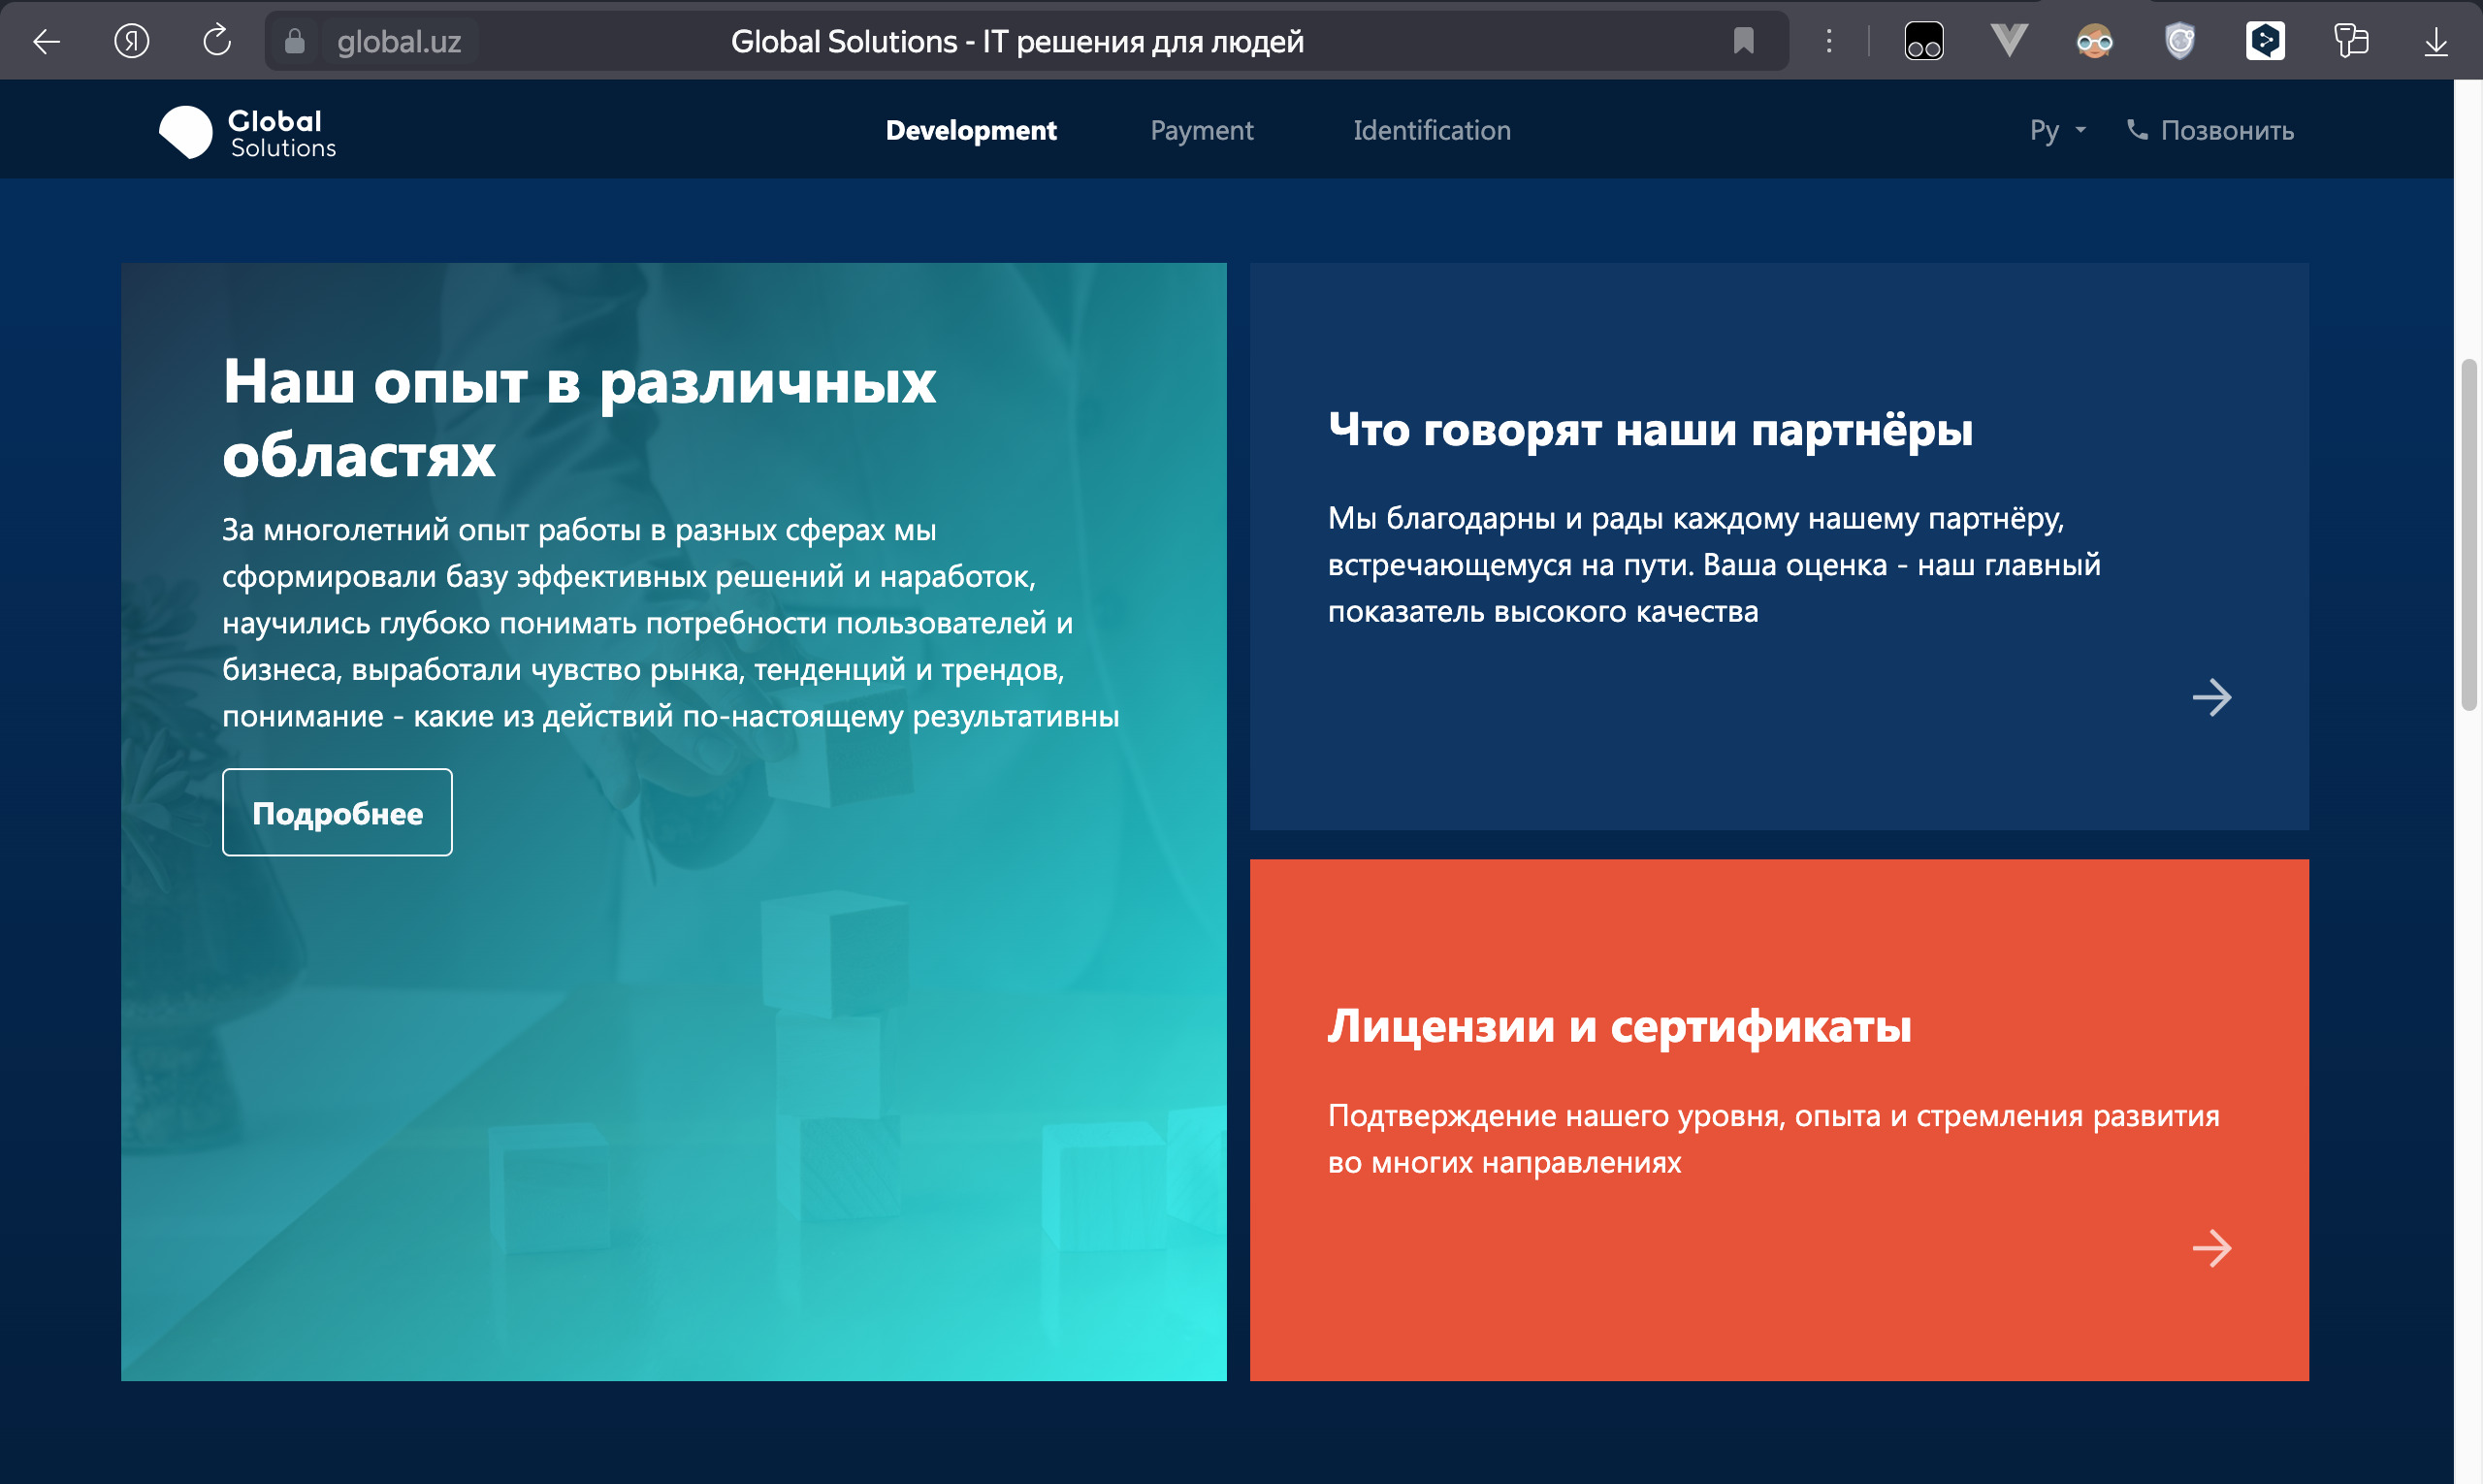 global.uz
Global Solutions - IT решения для людей
Global
Solutions
Development
Payment
Identification
Ру
Позвонить
Наш опыт в различных
областях
За многолетний опыт работы в разных сферах мы
сформировали базу эффективных решений и наработок,
научились глубоко понимать потребности пользователей и
бизнеса, выработали чувство рынка, тенденций и трендов,
понимание - какие из действий по-настоящему результативны
Подробнее
Что говорят наши партнёры
Мы благодарны и рады каждому нашему партнёру,
встречающемуся на пути. Ваша оценка - наш главный
показатель высокого качества
Лицензии и сертификаты
Подтверждение нашего уровня, опыта и стремления развития
во многих направлениях